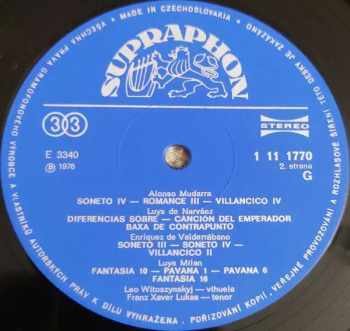 VŠECHNA PRÁVA GRAMOFONOVÉHO VÝROBCE A VLASTNÍKŮ AUTORSKÝCH PRÁV K DÍLU VYHRAŽENA. POŘIZOVÁNÍ KOPIÍ, VEŘEJNÉ PROVOZOVÁNÍ A ROZHLASOVÉ ŠÍŘENÍ TÉTO DESKY JE ZAKÁZÁNO
• MADE IN CZECHOSLOVAKIA •
SUPRAPHON
33
STEREO
E 3340
℗ 1976
1 11 1770
2. strana
G
Alonso Mudarra
SONETO IV — ROMANCE III — VILLANCICO IV
Luys de Narváez
DIFERENCIAS SOBRE — CANCIÓN DEL EMPERADOR
BAXA DE CONTRAPUNTO
Enríquez de Valderrábano
SONETO III — SONETO IV —
VILLANCICO II
Luys Milan
FANTASIA 10 — PAVANA 1 — PAVANA 6
FANTASIA 16
Leo Witoszynskyj — vihuela
Franz Xaver Lukas — tenor